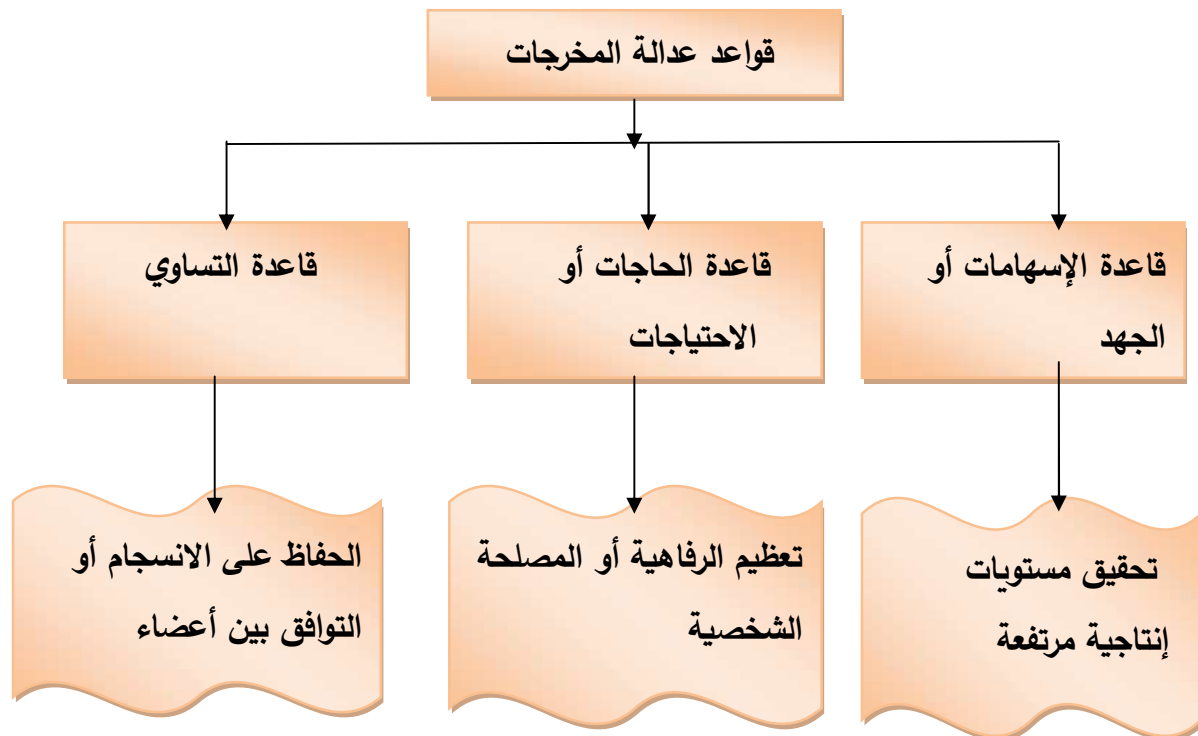 قواعد عدالة المخرجات
قاعدة الإسهامات أو
الجهد
قاعدة الحاجات أو
الاحتياجات
قاعدة التساوي
تحقيق مستويات
إنتاجية مرتفعة
تعظيم الرفاهية أو المصلحة
الشخصية
الحفاظ على الانسجام أو
التوافق بين أعضاء